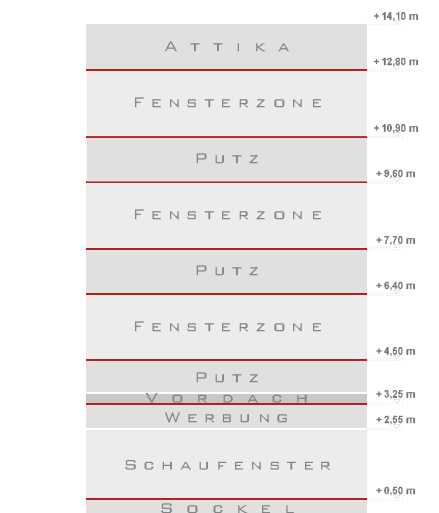 + 14,10 m
ATTIKA
+ 12,80 m
FENSTERZONE
+ 10,90 m
PUTZ
+ 9,60 m
FENSTERZONE
+ 7,70 m
PUTZ
+ 6,40 m
FENSTERZONE
+ 4,50 m
PUTZ
+ 3,25 m
VORDACH
WERBUNG
+ 2,55 m
SCHAUFENSTER
+ 0,50 m
SOCKEL